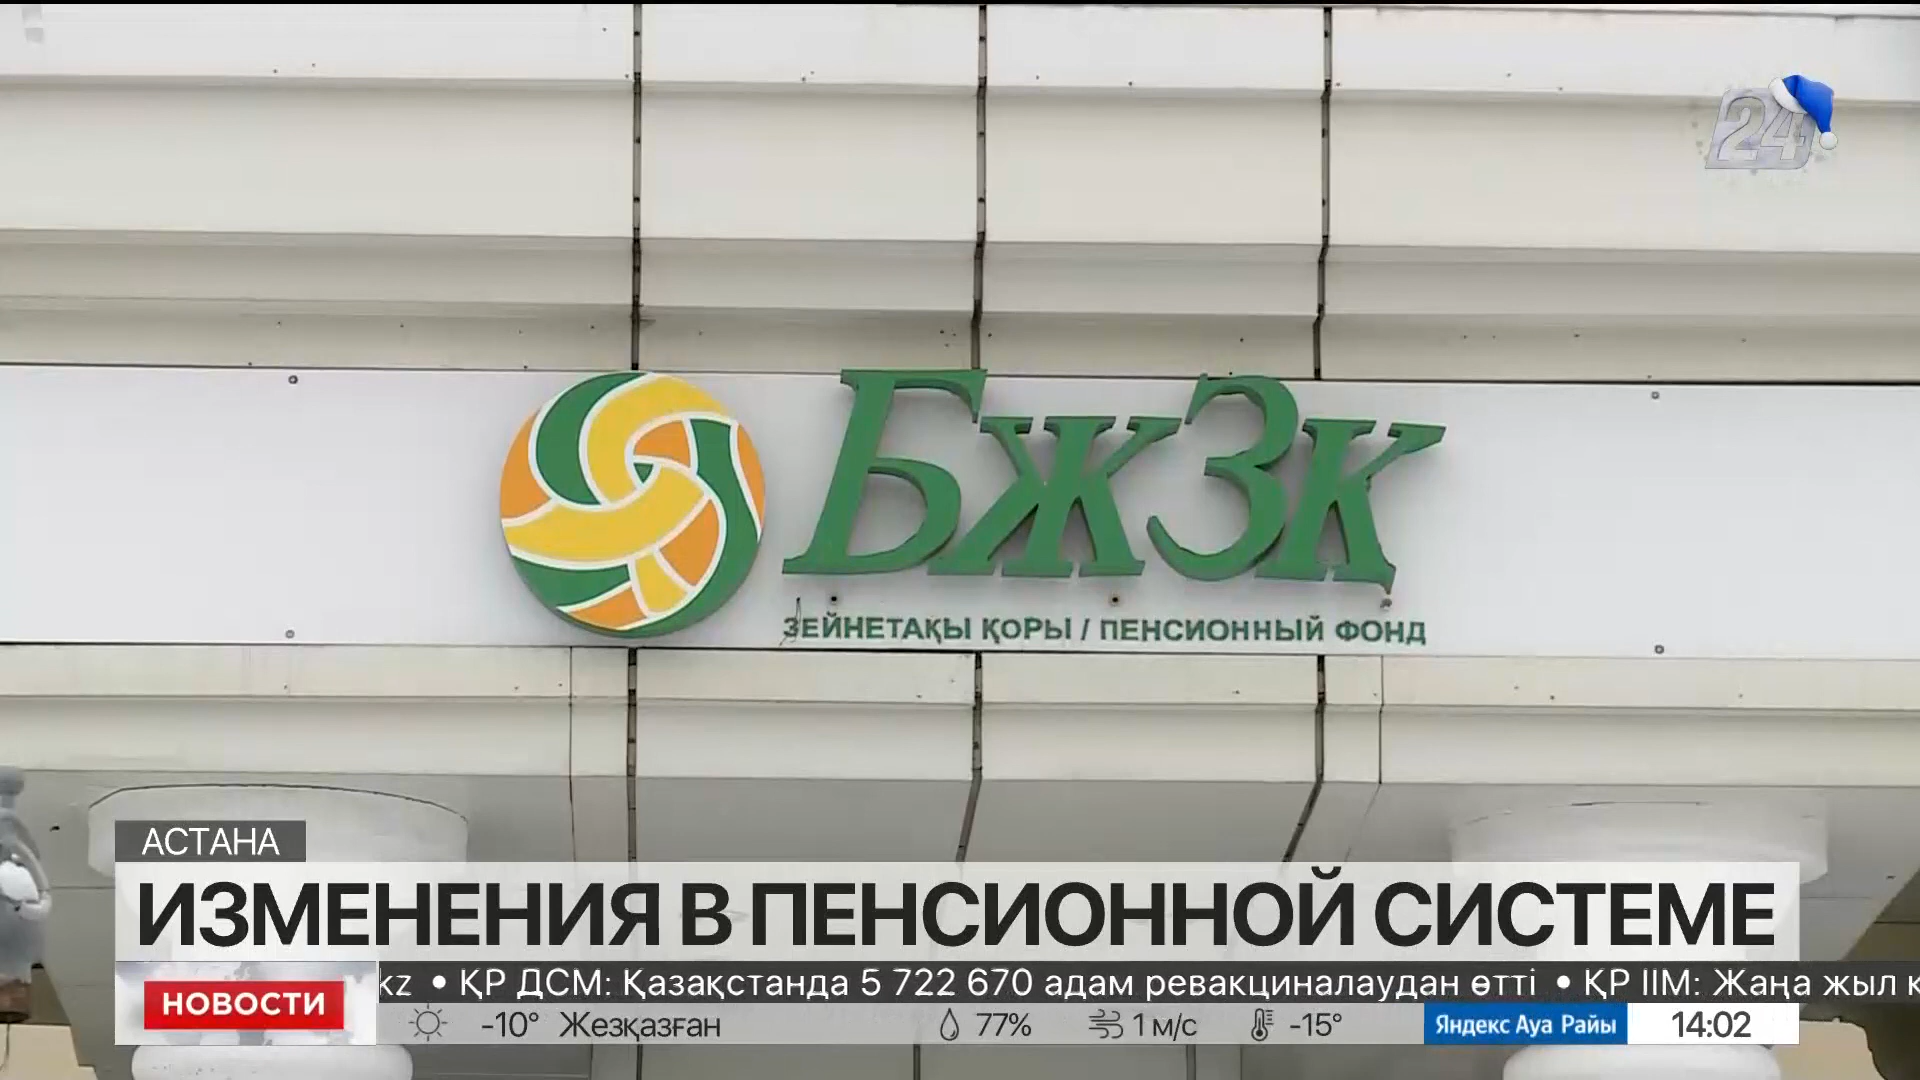 24
БЖЗҚ
ЗЕЙНЕТАҚЫ ҚОРЫ / ПЕНСИОННЫЙ ФОНД
АСТАНА
ИЗМЕНЕНИЯ В ПЕНСИОННОЙ СИСТЕМЕ
НОВОСТИ
kz • ҚР ДСМ: Қазақстанда 5 722 670 адам ревакциналаудан өтті • ҚР ІІМ: Жаңа жыл қ
-10° Жезқазған 77% 1 м/с -15° Яндекс Ауа Райы 14:02